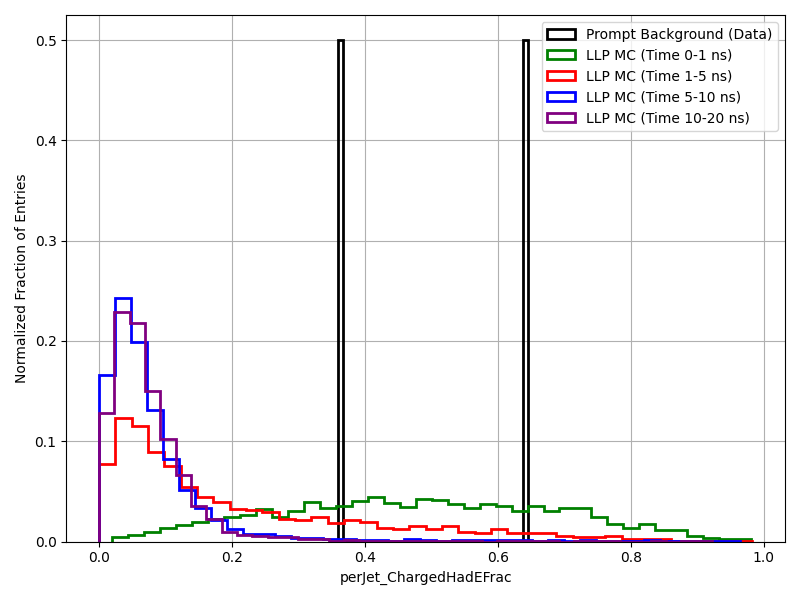 Normalized Fraction of Entries
0.5
0.4
0.3
0.2
0.1
0.0
Prompt Background (Data)
LLP MC (Time 0-1 ns)
LLP MC (Time 1-5 ns)
LLP MC (Time 5-10 ns)
LLP MC (Time 10-20 ns)
0.0 0.2 0.4 0.6 0.8 1.0
perJet_ChargedHadEFrac